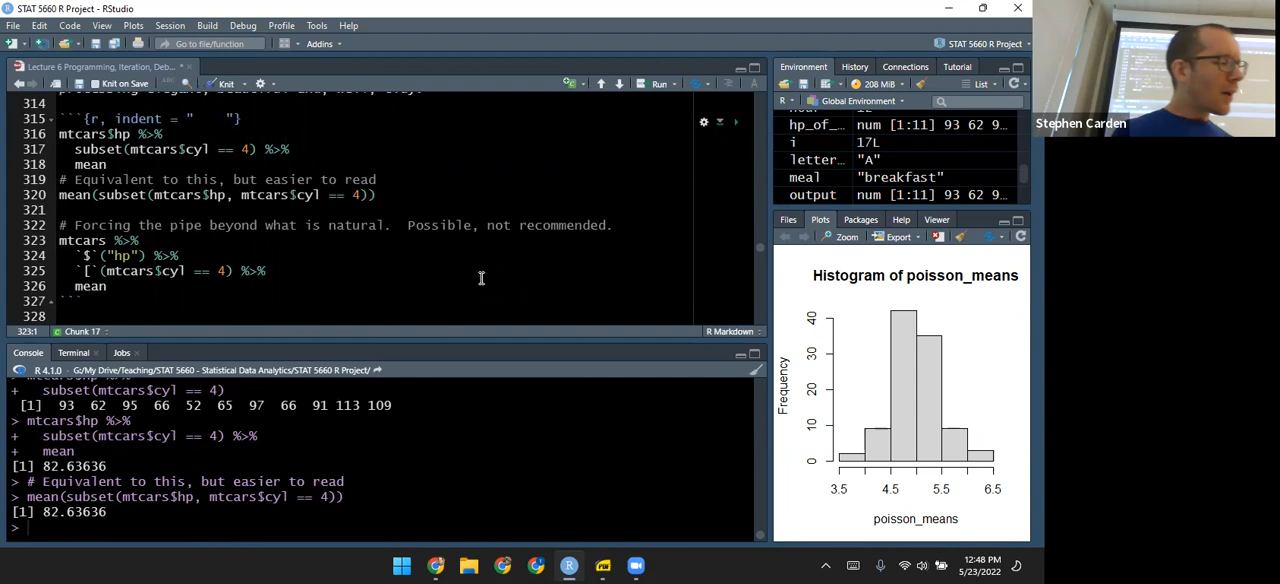 STAT 5660 R Project - RStudio
File Edit Code View Plots Session Build Debug Profile Tools Help
Go to file/function Addins STAT 5660 R Project
Lecture 6 Programming, Iteration, Deb...* Environment History Connections Tutorial
Knit on Save Knit Run 208 MiB List
R Global Environment
314
315 ```{r, indent = " "}
316 mtcars$hp %>%
317 subset(mtcars$cyl == 4) %>%
318 mean
319 # Equivalent to this, but easier to read
320 mean(subset(mtcars$hp, mtcars$cyl == 4))
321
322 # Forcing the pipe beyond what is natural. Possible, not recommended.
323 mtcars %>%
324 `$`("hp") %>%
325 `[`(mtcars$cyl == 4) %>%
326 mean
327 ```
328
323:1 Chunk 17 R Markdown
hp_of_... num [1:11] 93 62 9...
i 17L
letter... "A"
meal "breakfast"
output num [1:11] 93 62 9...
Stephen Carden
Files Plots Packages Help Viewer
Zoom Export
Histogram of poisson_means
Frequency
40
30
20
10
0
3.5 4.5 5.5 6.5
poisson_means
Console Terminal Jobs
R 4.1.0 · G:/My Drive/Teaching/STAT 5660 - Statistical Data Analytics/STAT 5660 R Project/
+ subset(mtcars$cyl == 4)
[1] 93 62 95 66 52 65 97 66 91 113 109
> mtcars$hp %>%
+ subset(mtcars$cyl == 4) %>%
+ mean
[1] 82.63636
> # Equivalent to this, but easier to read
> mean(subset(mtcars$hp, mtcars$cyl == 4))
[1] 82.63636
>
12:48 PM
5/23/2022